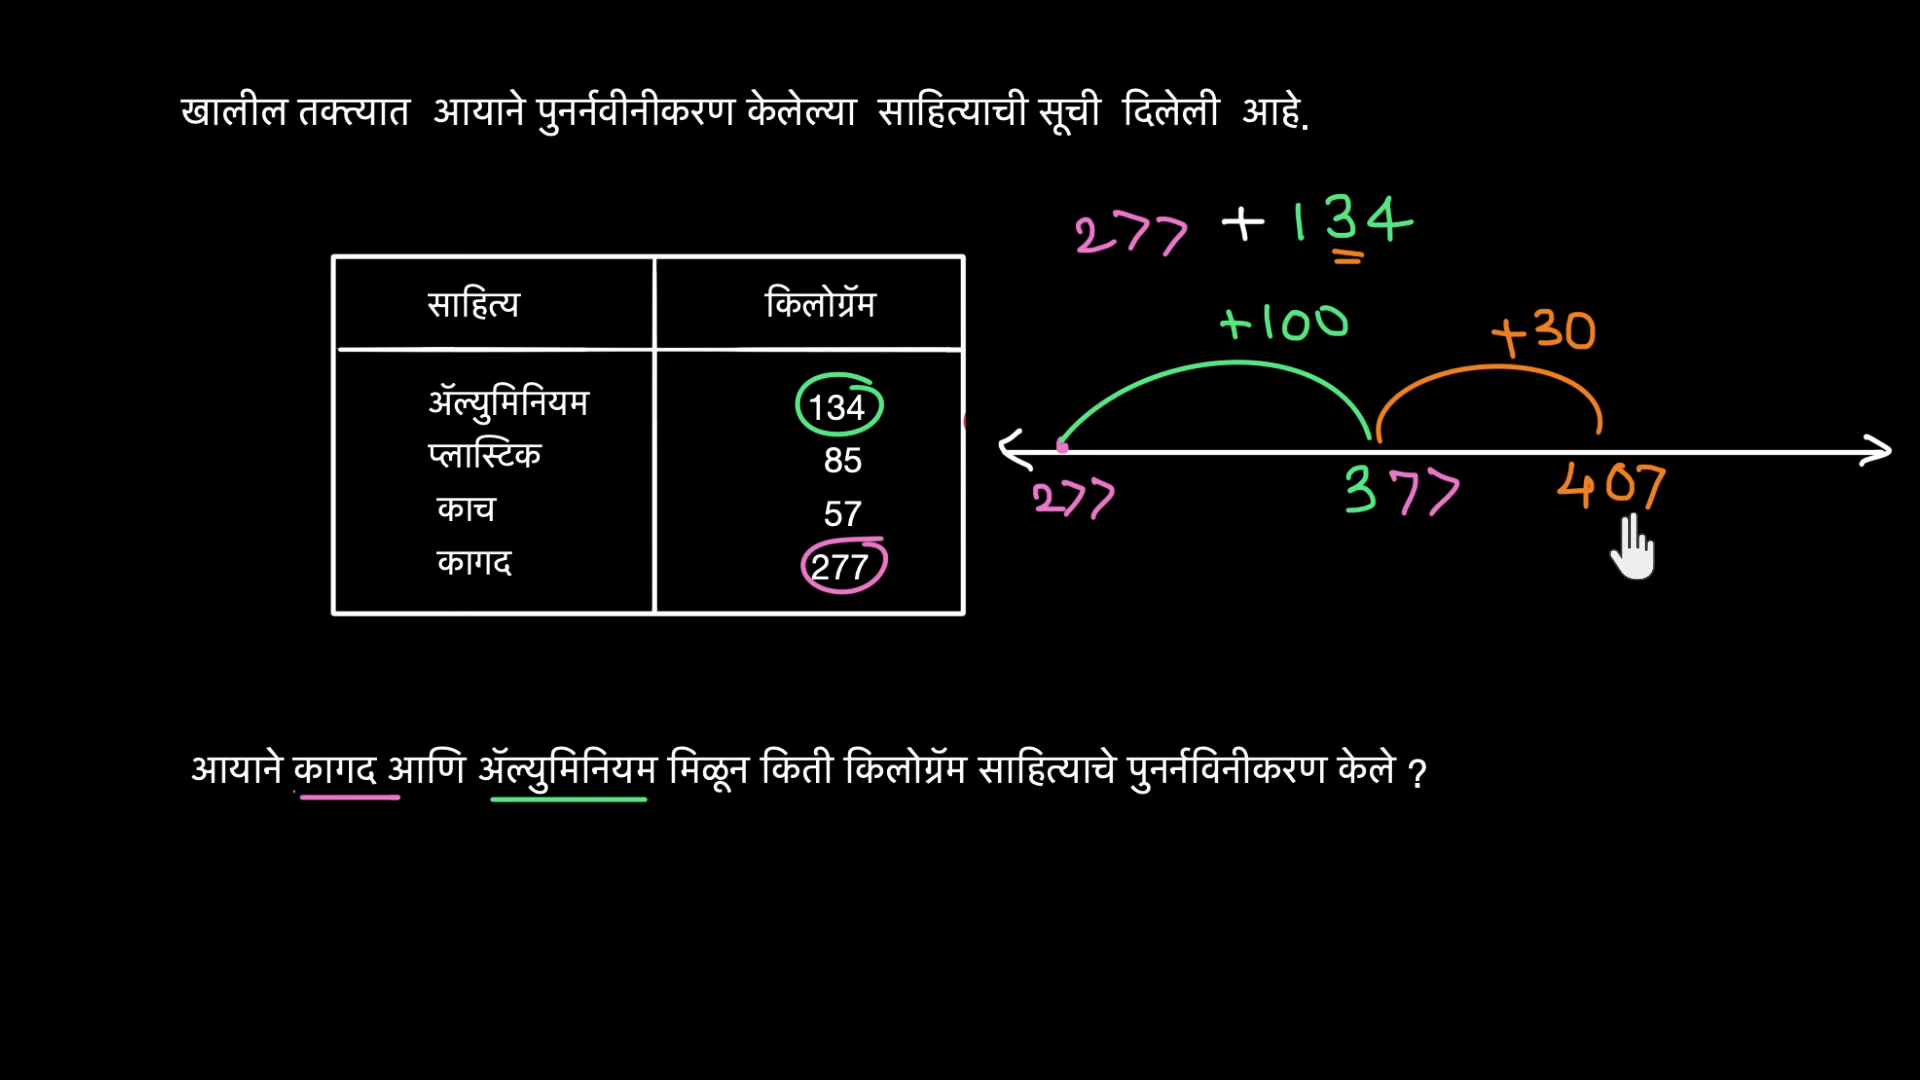 खालील तक्त्यात आयाने पुनर्नवीनीकरण केलेल्या साहित्याची सूची दिलेली आहे.
277 + 134
साहित्य किलोग्रॅम
ॲल्युमिनियम 134
प्लास्टिक 85
काच 57
कागद 277
+100 +30
277 377 407
आयाने कागद आणि ॲल्युमिनियम मिळून किती किलोग्रॅम साहित्याचे पुनर्नविनीकरण केले ?